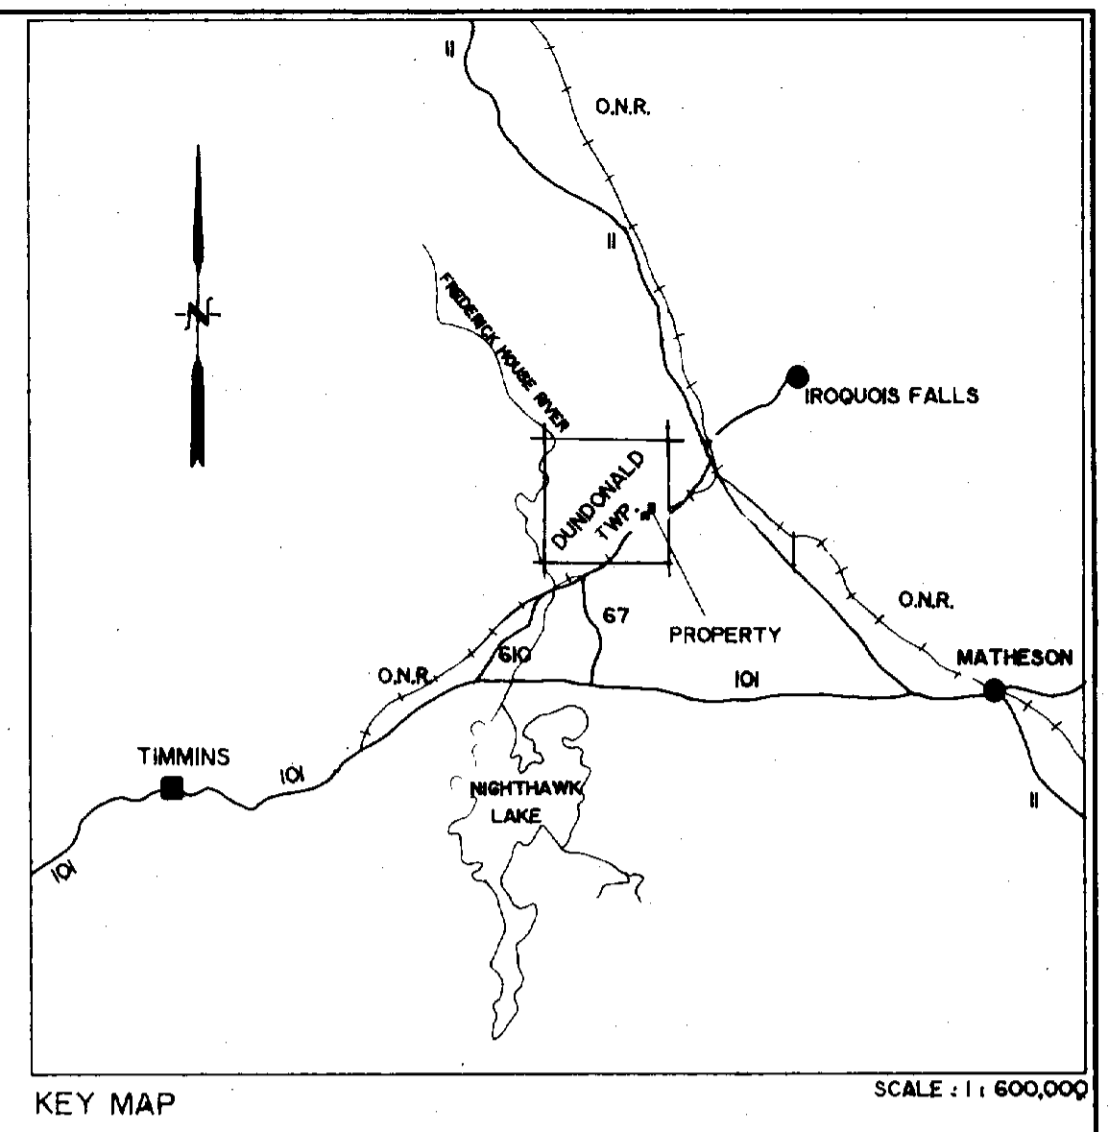 11
O.N.R.
11
N
FREDERICK HOUSE RIVER
IROQUOIS FALLS
DUNDONALD
TWP.
67
O.N.R.
PROPERTY
610
MATHESON
O.N.R.
101
TIMMINS
101
NIGHTHAWK
LAKE
11
101
KEY MAP
SCALE : 1 : 600,000